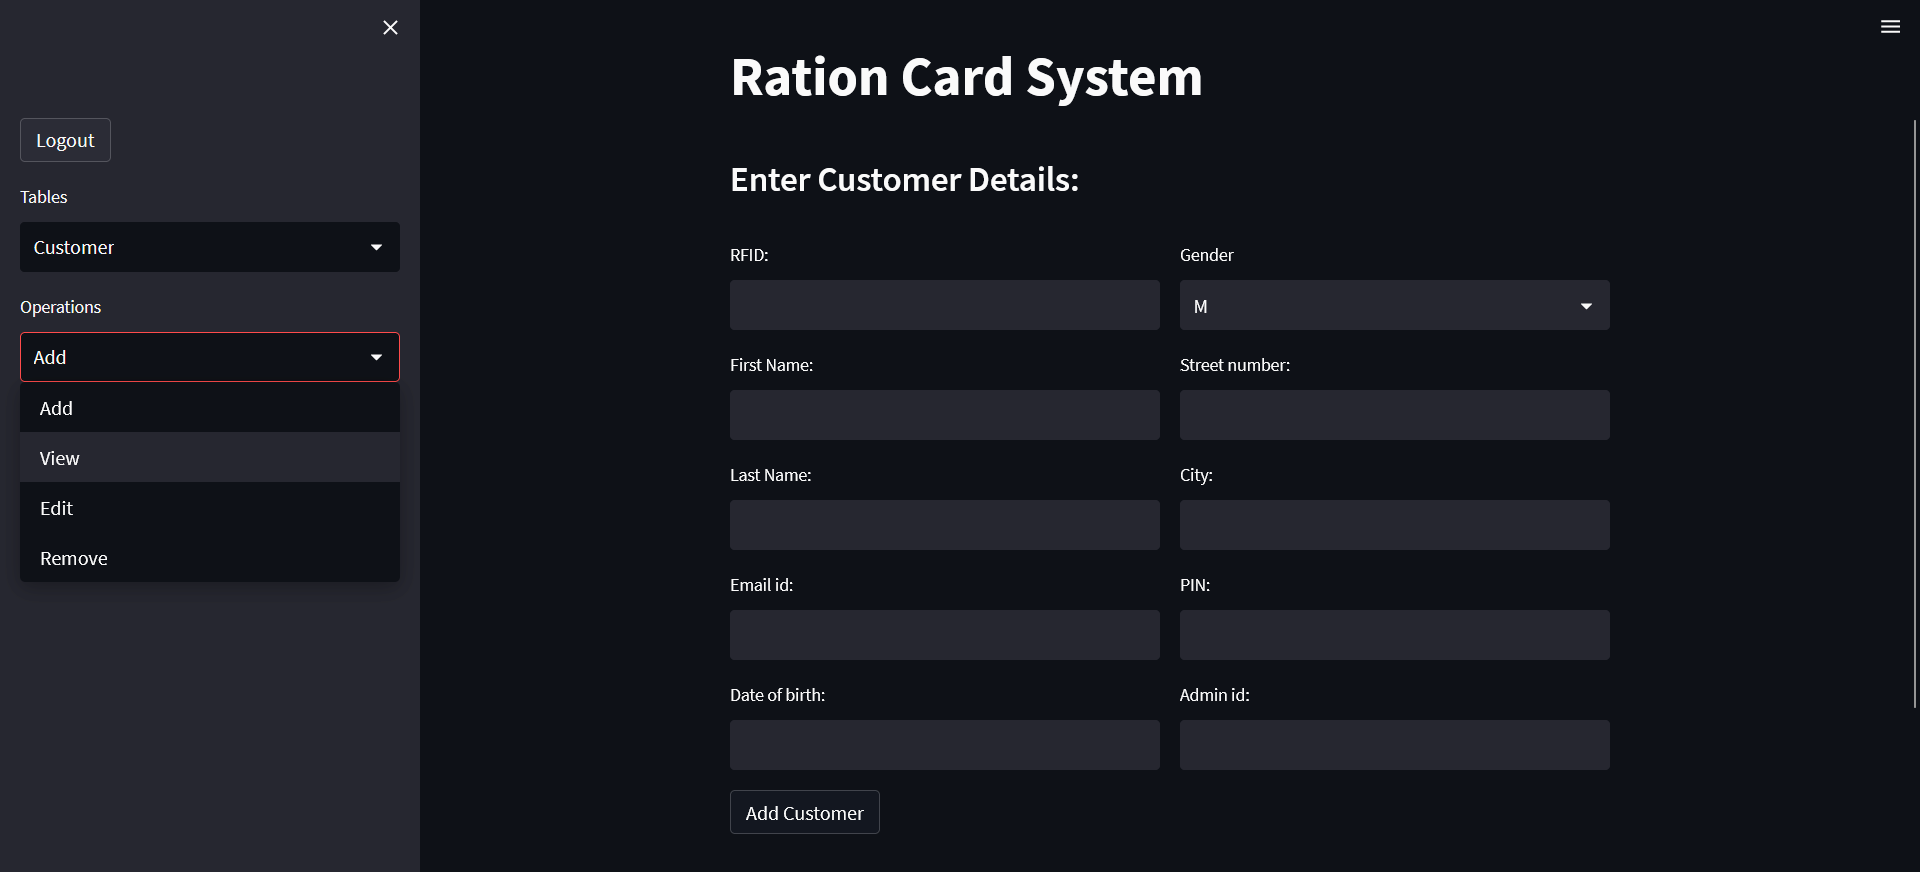 Logout
Tables
Customer
Operations
Add
Add
View
Edit
Remove
Ration Card System
Enter Customer Details:
RFID:
Gender
M
First Name:
Street number:
Last Name:
City:
Email id:
PIN:
Date of birth:
Admin id:
Add Customer